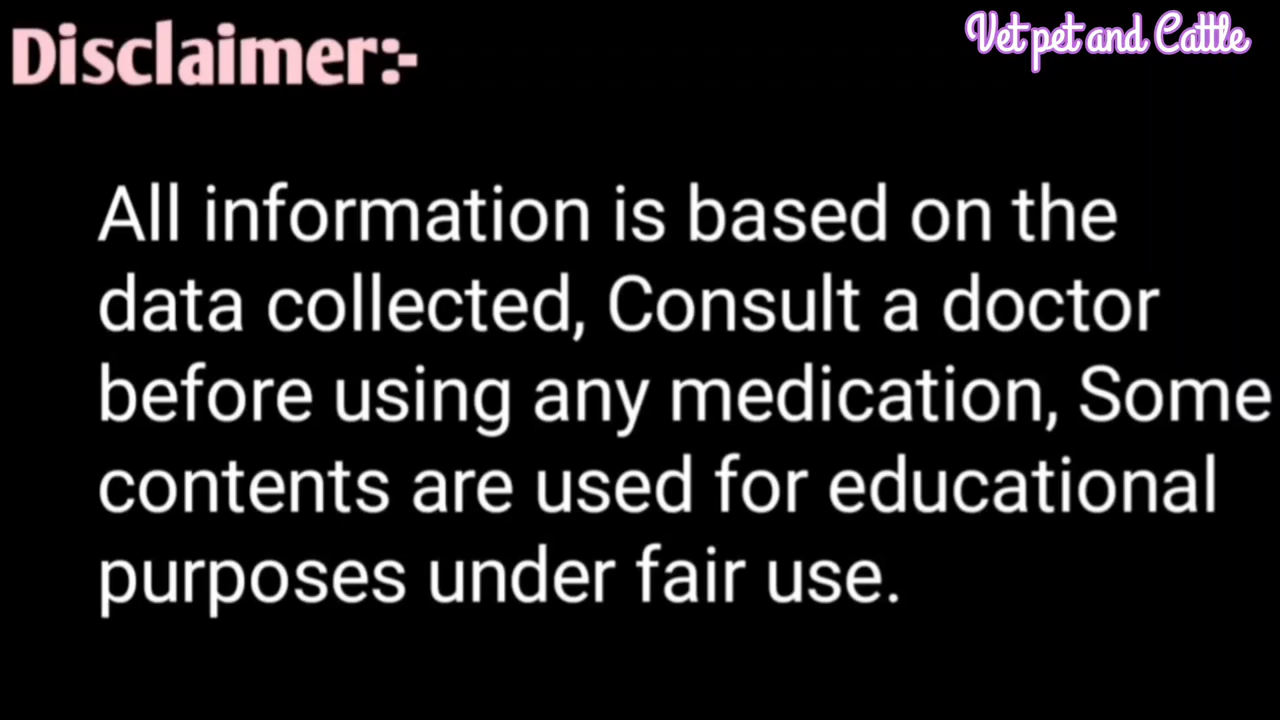 Disclaimer:-
Vet pet and Cattle
All information is based on the
data collected, Consult a doctor
before using any medication, Some
contents are used for educational
purposes under fair use.